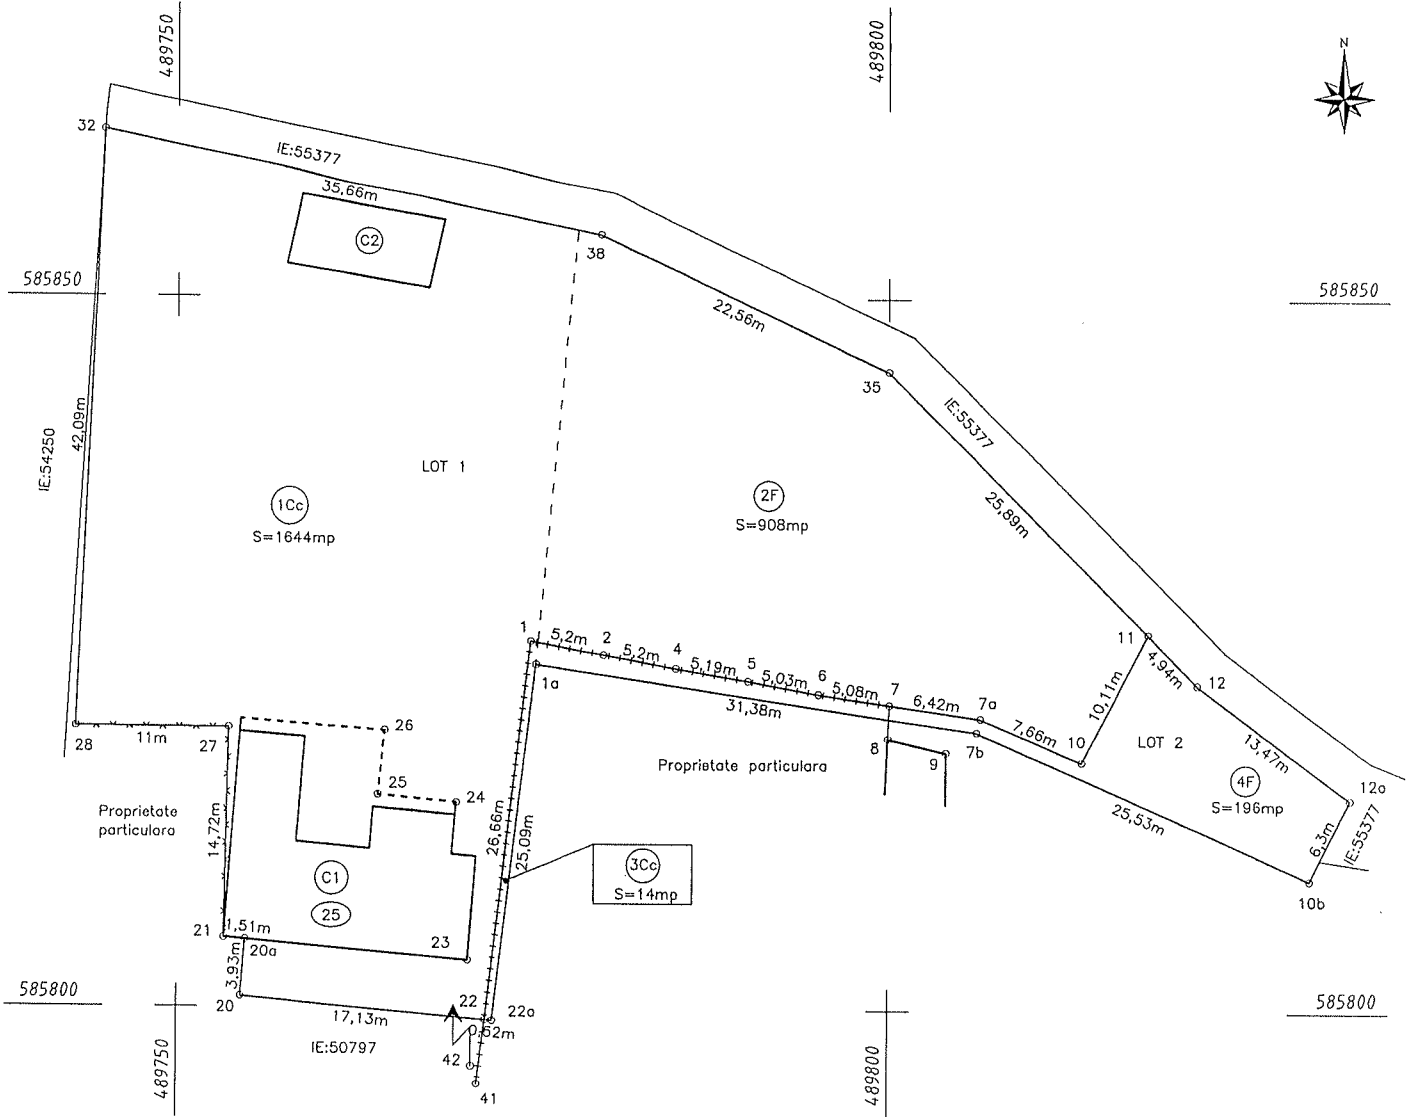 489750
489800
N
32
IE:55377
35,66m
C2
38
585850
585850
22,56m
35
IE:55377
42,09m
IE:54250
LOT 1
1Cc
S=1644mp
2F
S=908mp
25,89m
1
5,2m
2
5,2m
4
5,19m
5
5,03m
6
5,08m
7
6,42m
7a
7,66m
10
10,11m
11
4,94m
12
1a
31,38m
7b
8
9
LOT 2
13,47m
4F
S=196mp
12a
6,3m
IE:55377
25,53m
10b
28
11m
27
26
25
24
Proprietate particulara
Proprietate
particulara
14,72m
26,66m
25,09m
3Cc
S=14mp
C1
25
21
1,51m
20a
23
3,93m
20
17,13m
22
22a
0,52m
585800
585800
IE:50797
42
41
489750
489800